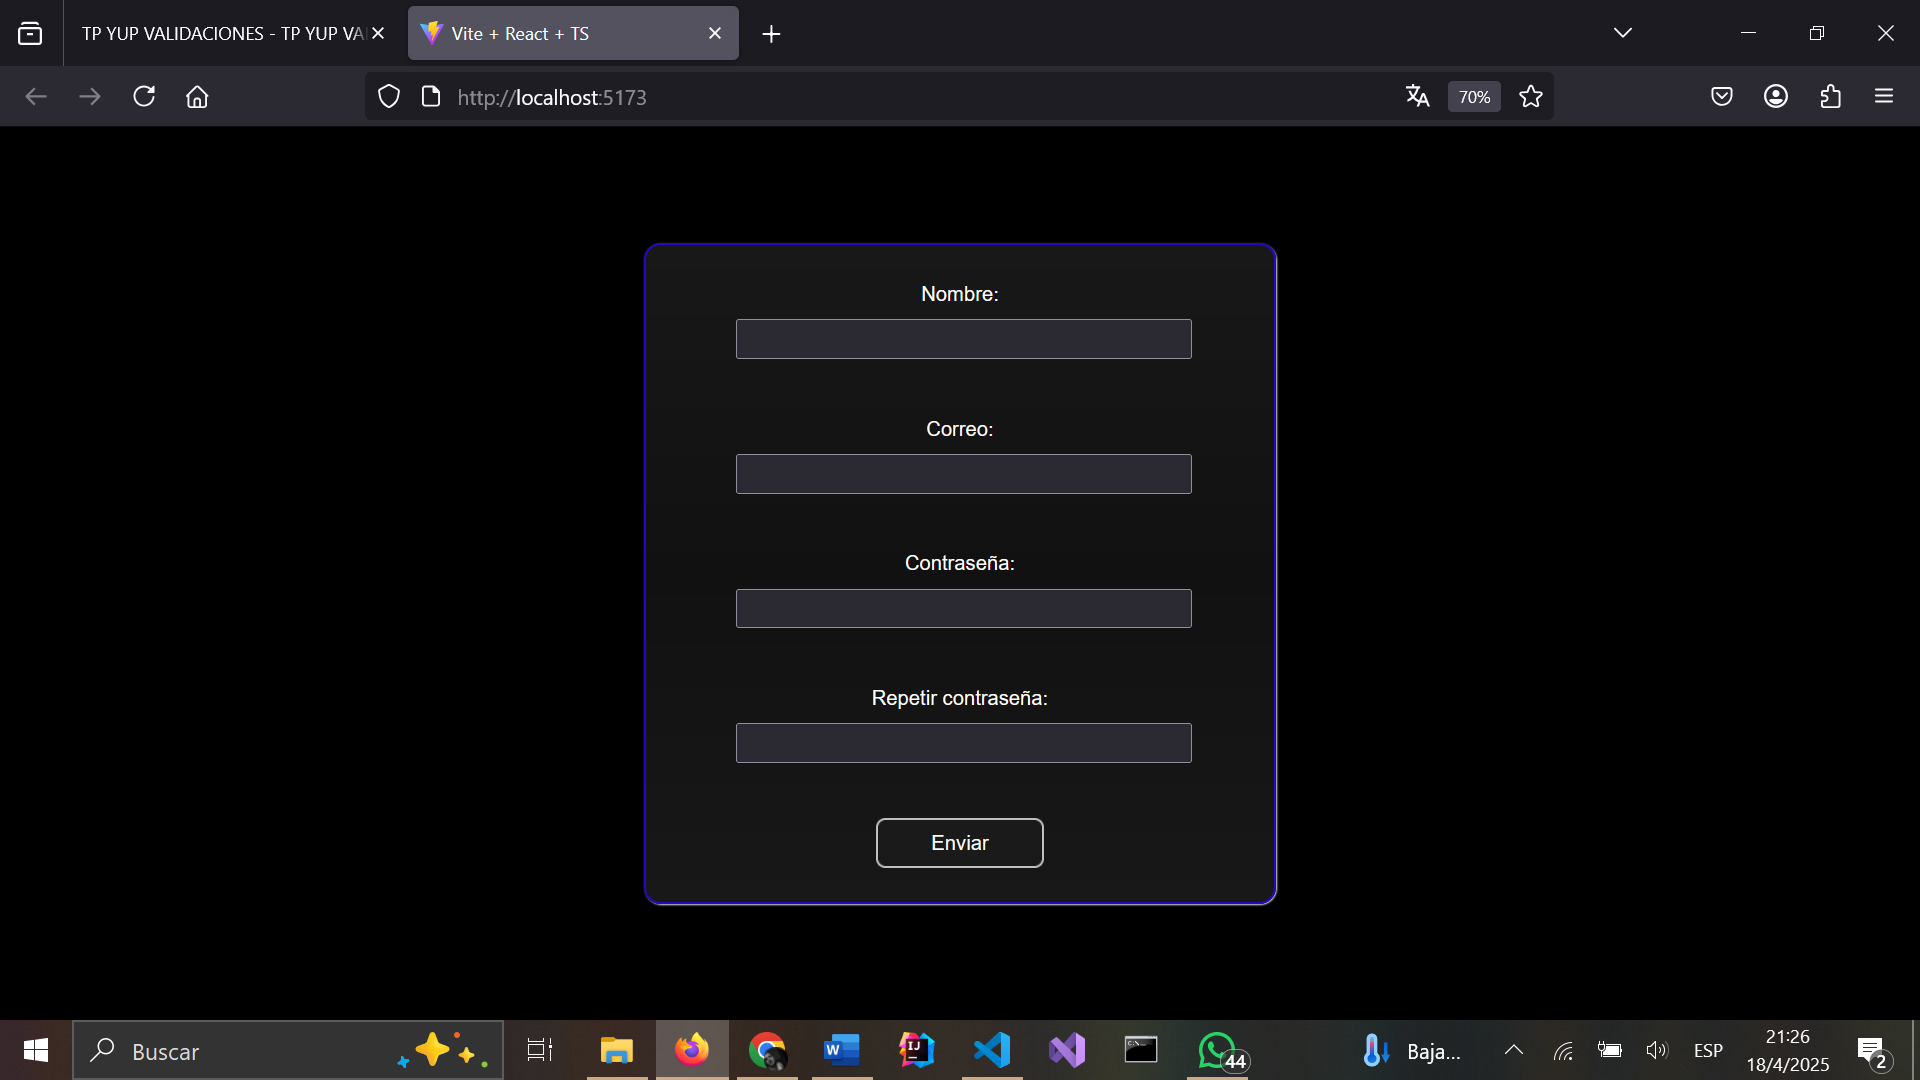 TP YUP VALIDACIONES - TP YUP VA
Vite + React + TS
http://localhost:5173
70%
Nombre:
Correo:
Contraseña:
Repetir contraseña:
Enviar
Buscar
W
IJ
44
Baja...
ESP
21:26
18/4/2025
2